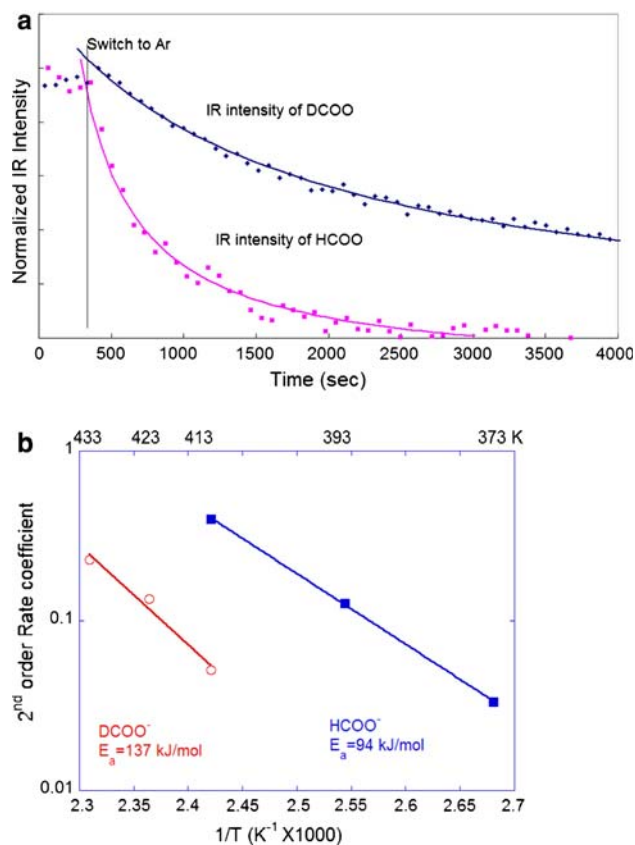 a
Switch to Ar
IR intensity of DCOO
IR intensity of HCOO
Normalized IR Intensity
0 500 1000 1500 2000 2500 3000 3500 4000
Time (sec)
b
433 423 413 393 373 K
1
0.1
0.01
2nd order Rate coefficient
DCOO⁻
Eₐ=137 kJ/mol
HCOO⁻
Eₐ=94 kJ/mol
2.3 2.35 2.4 2.45 2.5 2.55 2.6 2.65 2.7
1/T (K⁻¹ X1000)